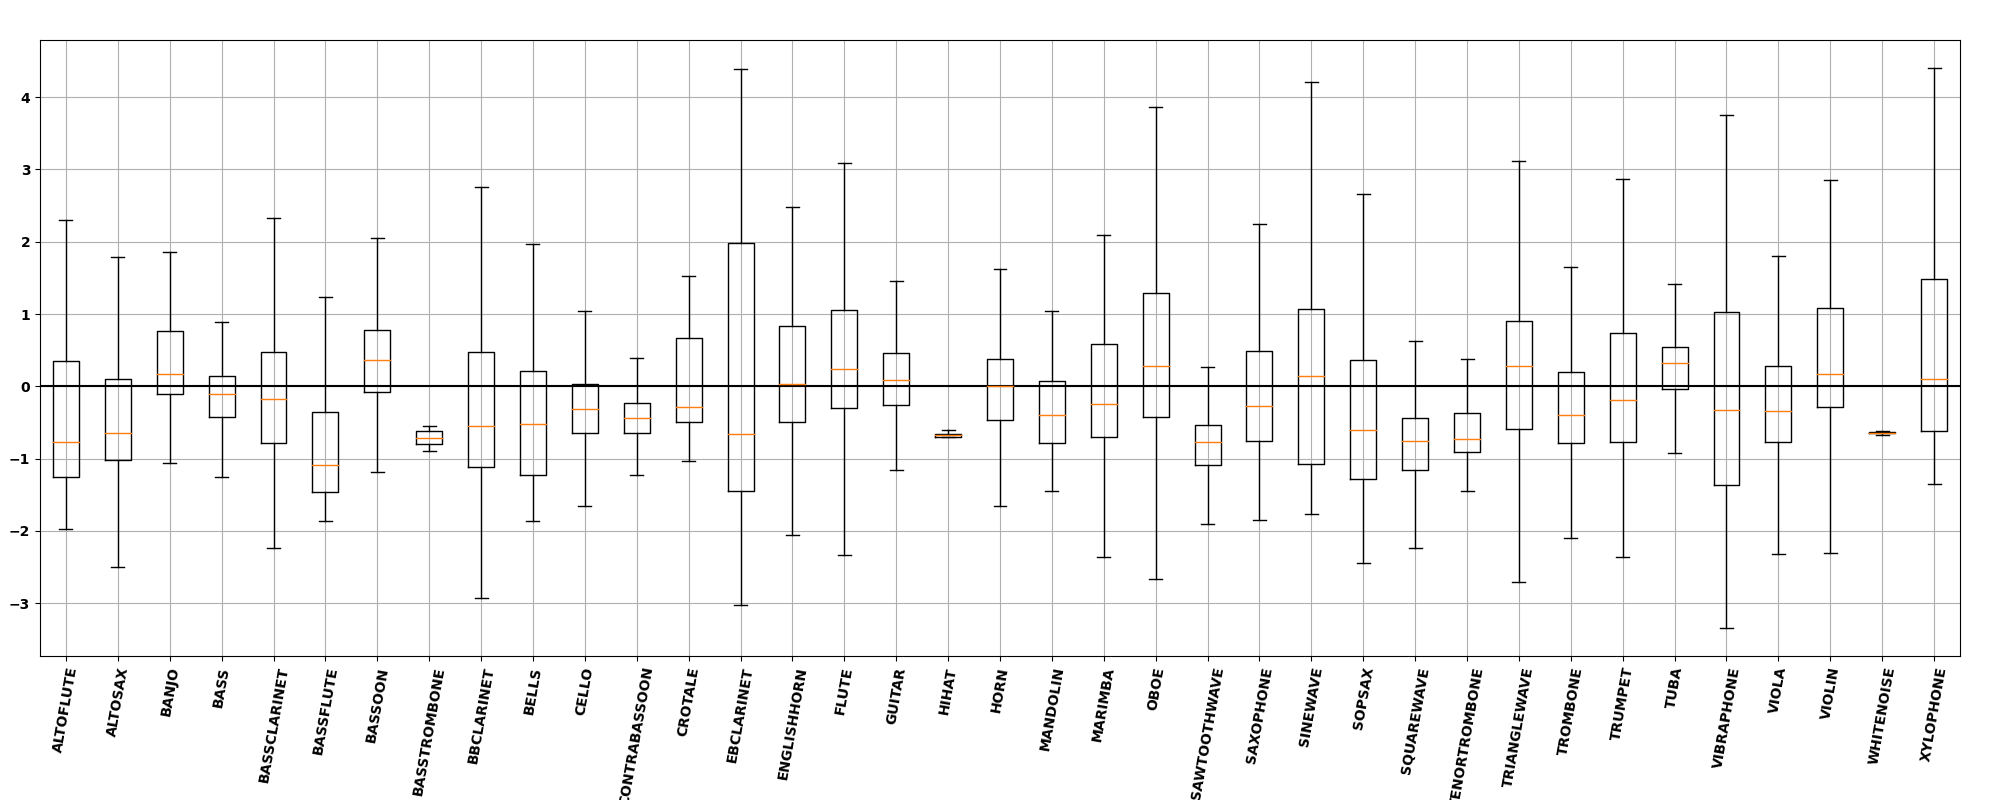 4
3
2
1
0
−1
−2
−3
ALTOFLUTE
ALTOSAX
BANJO
BASS
BASSCLARINET
BASSFLUTE
BASSOON
BASSTROMBONE
BBCLARINET
BELLS
CELLO
CONTRABASSOON
CROTALE
EBCLARINET
ENGLISHHORN
FLUTE
GUITAR
HIHAT
HORN
MANDOLIN
MARIMBA
OBOE
SAWTOOTHWAVE
SAXOPHONE
SINEWAVE
SOPSAX
SQUAREWAVE
TENORTROMBONE
TRIANGLEWAVE
TROMBONE
TRUMPET
TUBA
VIBRAPHONE
VIOLA
VIOLIN
WHITENOISE
XYLOPHONE